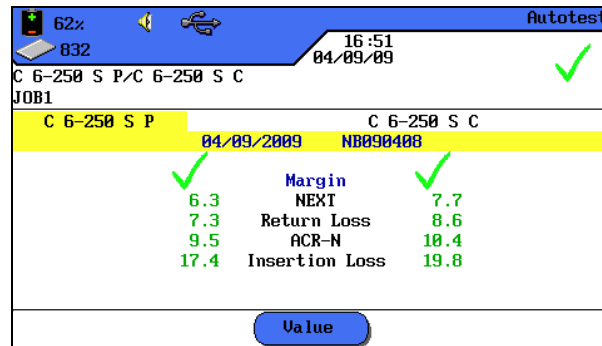 62% Autotest
832 16:51
04/09/09
C 6-250 S P/C 6-250 S C
JOB1
C 6-250 S P C 6-250 S C
04/09/2009 NB090408
Margin
6.3 NEXT 7.7
7.3 Return Loss 8.6
9.5 ACR-N 10.4
17.4 Insertion Loss 19.8
Value